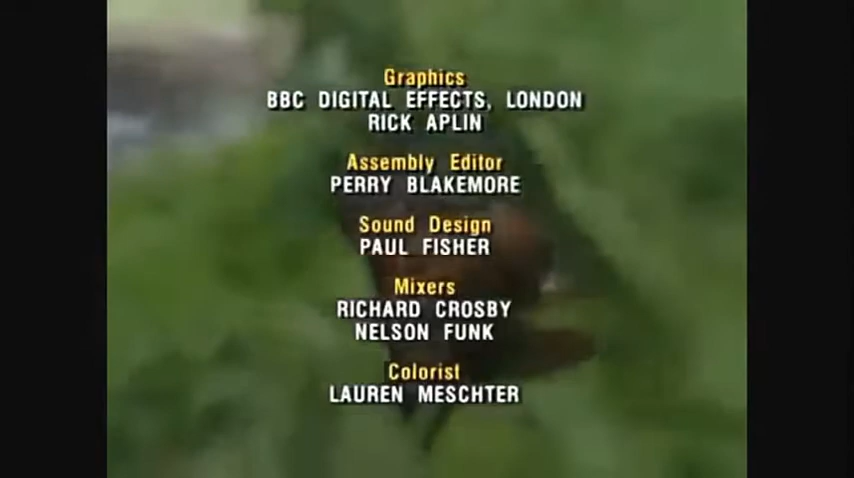 Graphics
BBC DIGITAL EFFECTS, LONDON
RICK APLIN
Assembly Editor
PERRY BLAKEMORE
Sound Design
PAUL FISHER
Mixers
RICHARD CROSBY
NELSON FUNK
Colorist
LAUREN MESCHTER